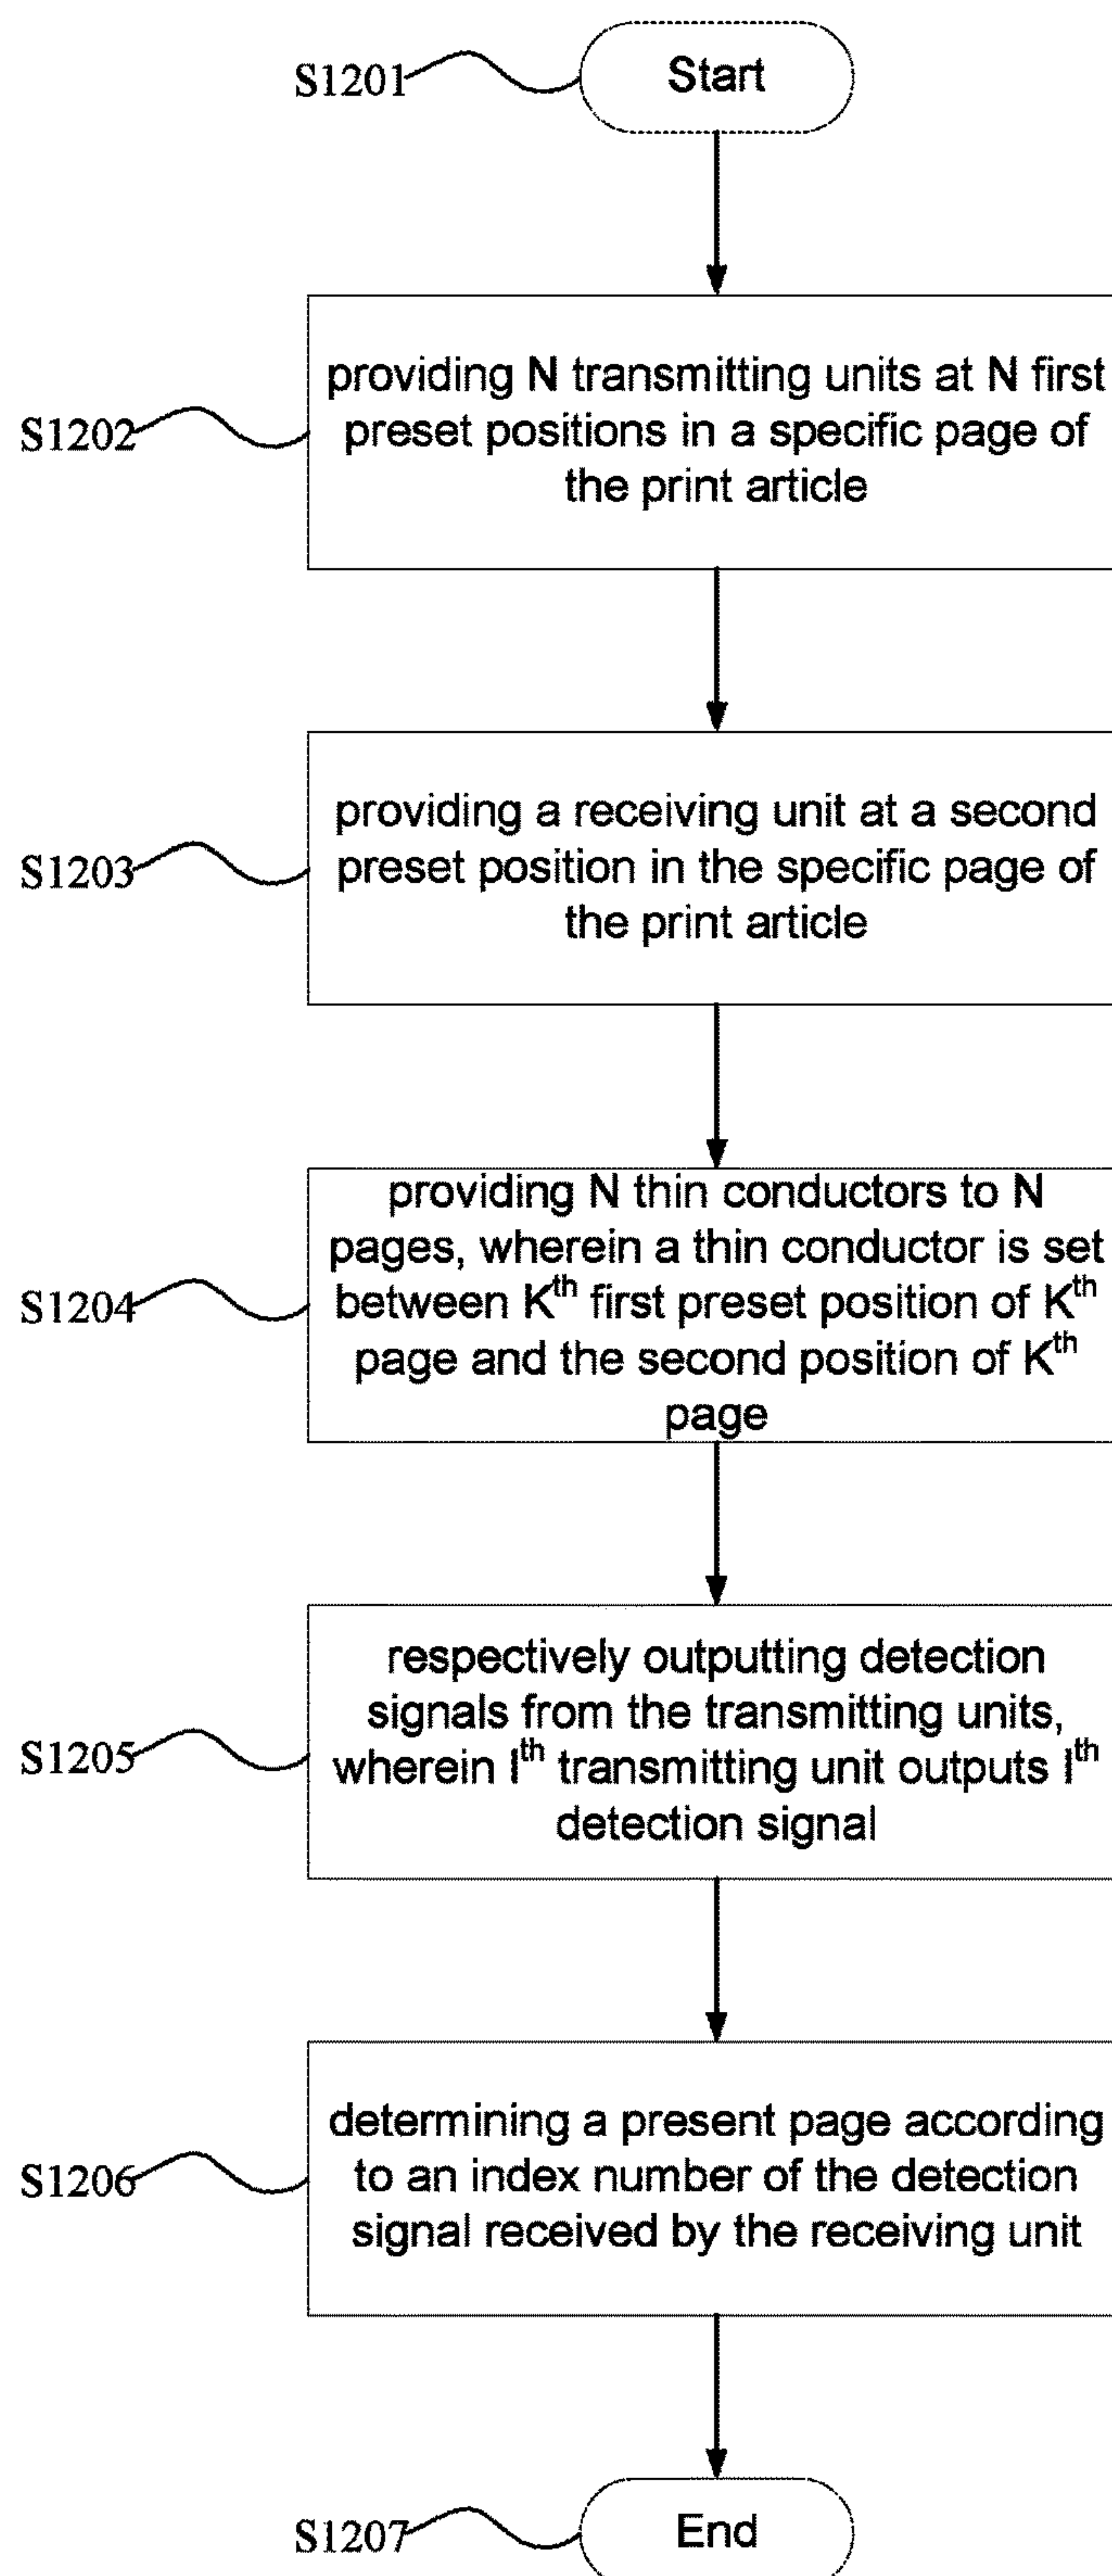 S1201
Start
S1202
providing N transmitting units at N first
preset positions in a specific page of
the print article
S1203
providing a receiving unit at a second
preset position in the specific page of
the print article
S1204
providing N thin conductors to N
pages, wherein a thin conductor is set
between Kth first preset position of Kth
page and the second position of Kth
page
S1205
respectively outputting detection
signals from the transmitting units,
wherein Ith transmitting unit outputs Ith
detection signal
S1206
determining a present page according
to an index number of the detection
signal received by the receiving unit
S1207
End